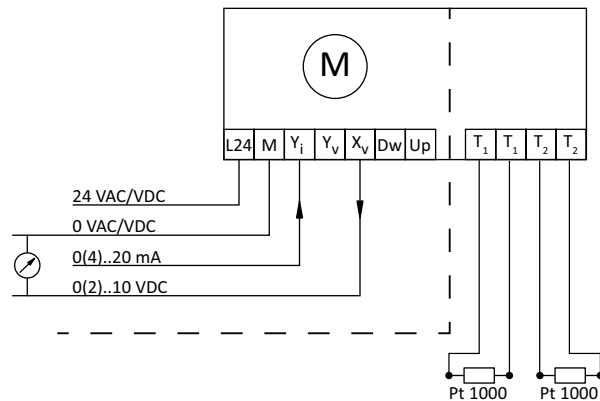 M
L24 M Yi Yv Xv Dw Up T1 T1 T2 T2
24 VAC/VDC
0 VAC/VDC
0(4)..20 mA
0(2)..10 VDC
Pt 1000 Pt 1000